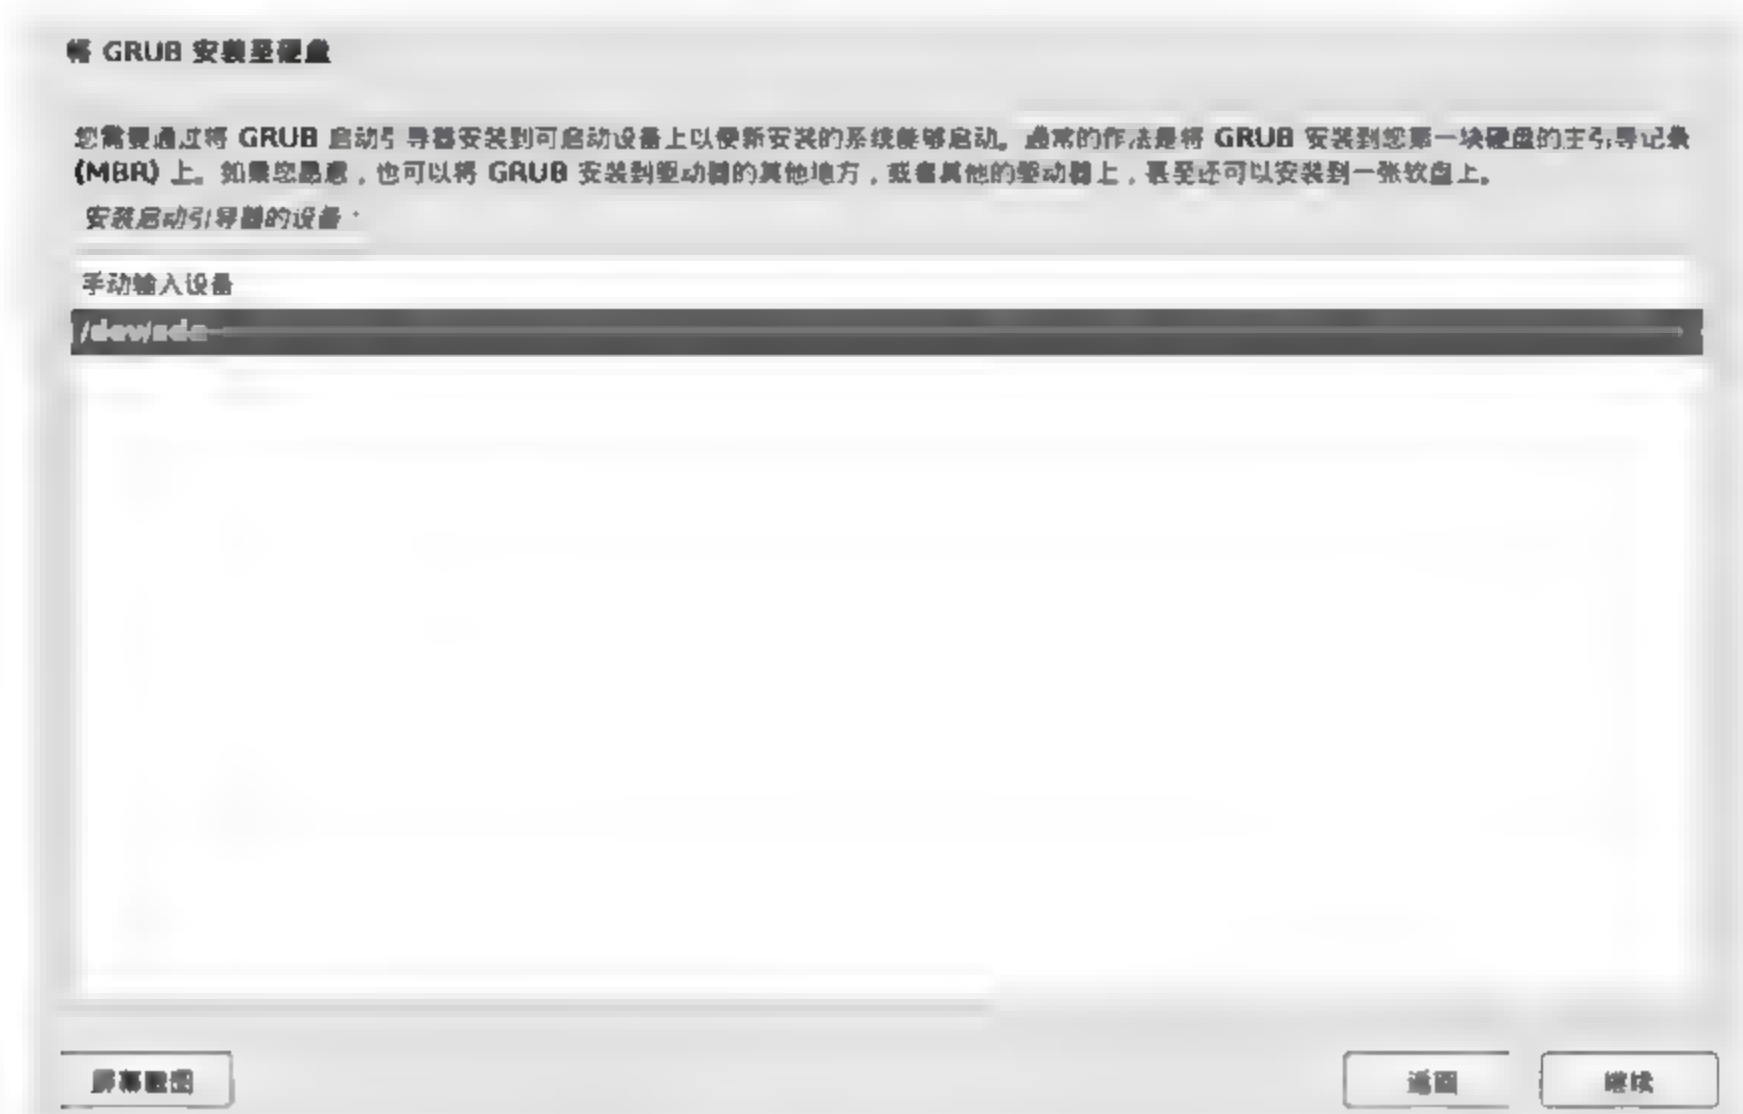 将 GRUB 安装至硬盘
您需要通过将 GRUB 启动引导器安装到可启动设备上以便新安装的系统能够启动。通常的作法是将 GRUB 安装到您第一块硬盘的主引导记录
(MBR) 上。如果您愿意，也可以将 GRUB 安装到驱动器的其他地方，或者其他的驱动器上，甚至还可以安装到一张软盘上。
安装启动引导器的设备：
手动输入设备
/dev/sda
屏幕截图
返回
继续